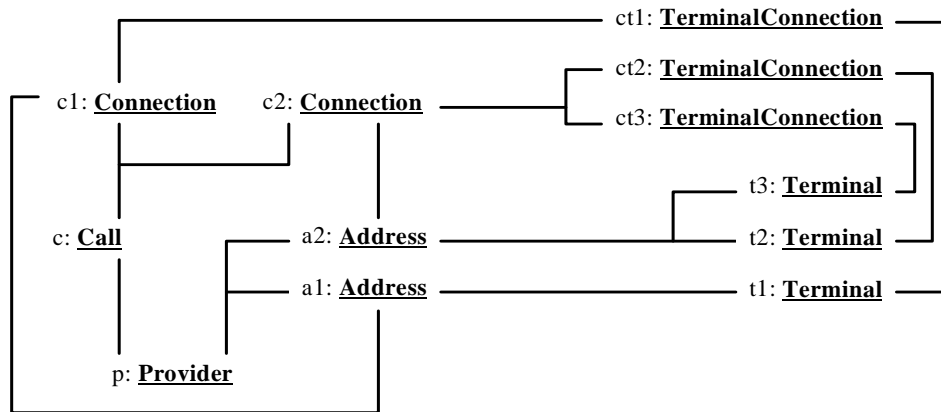 ct1: TerminalConnection
ct2: TerminalConnection
c1: Connection c2: Connection
ct3: TerminalConnection
t3: Terminal
c: Call a2: Address t2: Terminal
a1: Address t1: Terminal
p: Provider